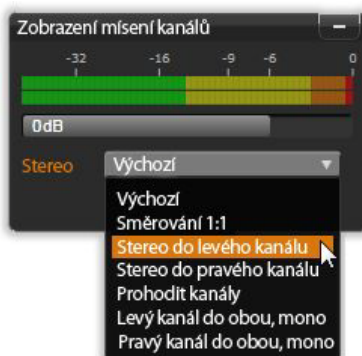 Zobrazení mísení kanálů
-32 -16 -9 -6 0
0dB
Stereo Výchozí
Výchozí
Směrování 1:1
Stereo do levého kanálu
Stereo do pravého kanálu
Prohodit kanály
Levý kanál do obou, mono
Pravý kanál do obou, mono